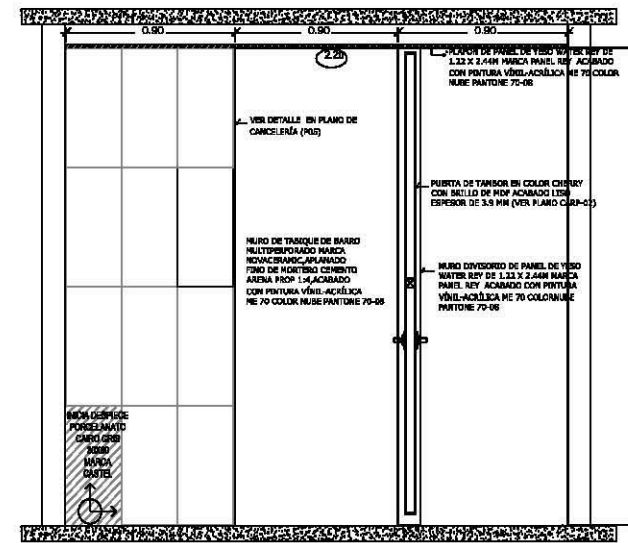 0.90 0.90 0.90
2.20
PLAFON DE PANEL DE YESO WATER REY DE
1.22 X 2.44M MARCA PANEL REY ACABADO
CON PINTURA VÍNIL-ACRÍLICA ME 70 COLOR
NUBE PANTONE 70-08
VER DETALLE EN PLANO DE
CANCELERÍA (P05)
PUERTA DE TAMBOR EN COLOR CHERRY
CON BRILLO DE MDF ACABADO LISO
ESPESOR DE 3.9 MM (VER PLANO CARP-02)
MURO DE TABIQUE DE BARRO
MULTIPERFORADO MARCA
NOVACERAMIC,APLANADO
FINO DE MORTERO CEMENTO
ARENA PROP 1:4,ACABADO
CON PINTURA VÍNIL-ACRÍLICA
ME 70 COLOR NUBE PANTONE 70-08
MURO DIVISORIO DE PANEL DE YESO
WATER REY DE 1.22 X 2.44M MARCA
PANEL REY ACABADO CON PINTURA
VÍNIL-ACRÍLICA ME 70 COLORNUBE
PANTONE 70-08
INICIA DESPIECE
PORCELANATO
CAIRO GRIS
MARCA
CASTEL